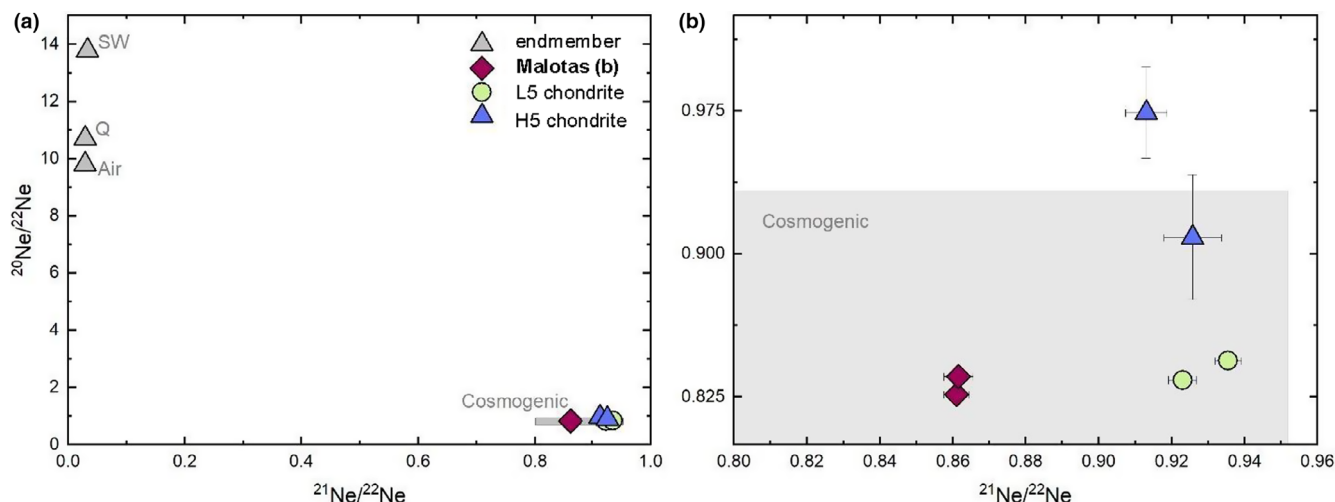 (a)
14
12
10
8
6
4
2
0
²⁰Ne/²²Ne
SW
Q
Air
endmember
Malotas (b)
L5 chondrite
H5 chondrite
Cosmogenic
0.0 0.2 0.4 0.6 0.8 1.0
²¹Ne/²²Ne
(b)
0.975
0.900
0.825
Cosmogenic
0.80 0.82 0.84 0.86 0.88 0.90 0.92 0.94 0.96
²¹Ne/²²Ne